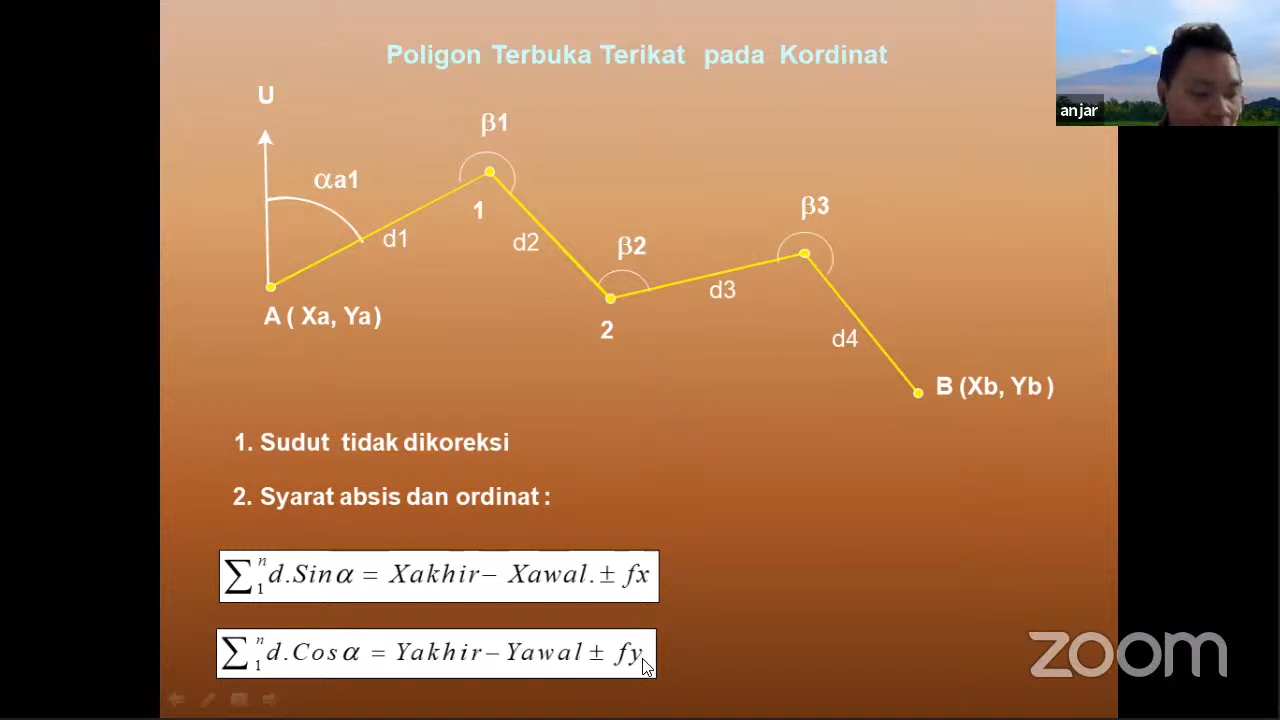 Poligon Terbuka Terikat pada Kordinat
anjar
U
β1
αa1
1
β3
d1
d2
β2
d3
A ( Xa, Ya)
2
d4
B (Xb, Yb )
1. Sudut tidak dikoreksi
2. Syarat absis dan ordinat :
∑₁ⁿ d.Sin α = Xakhir – Xawal. ± fx
∑₁ⁿ d.Cos α = Yakhir – Yawal ± fy
zoom